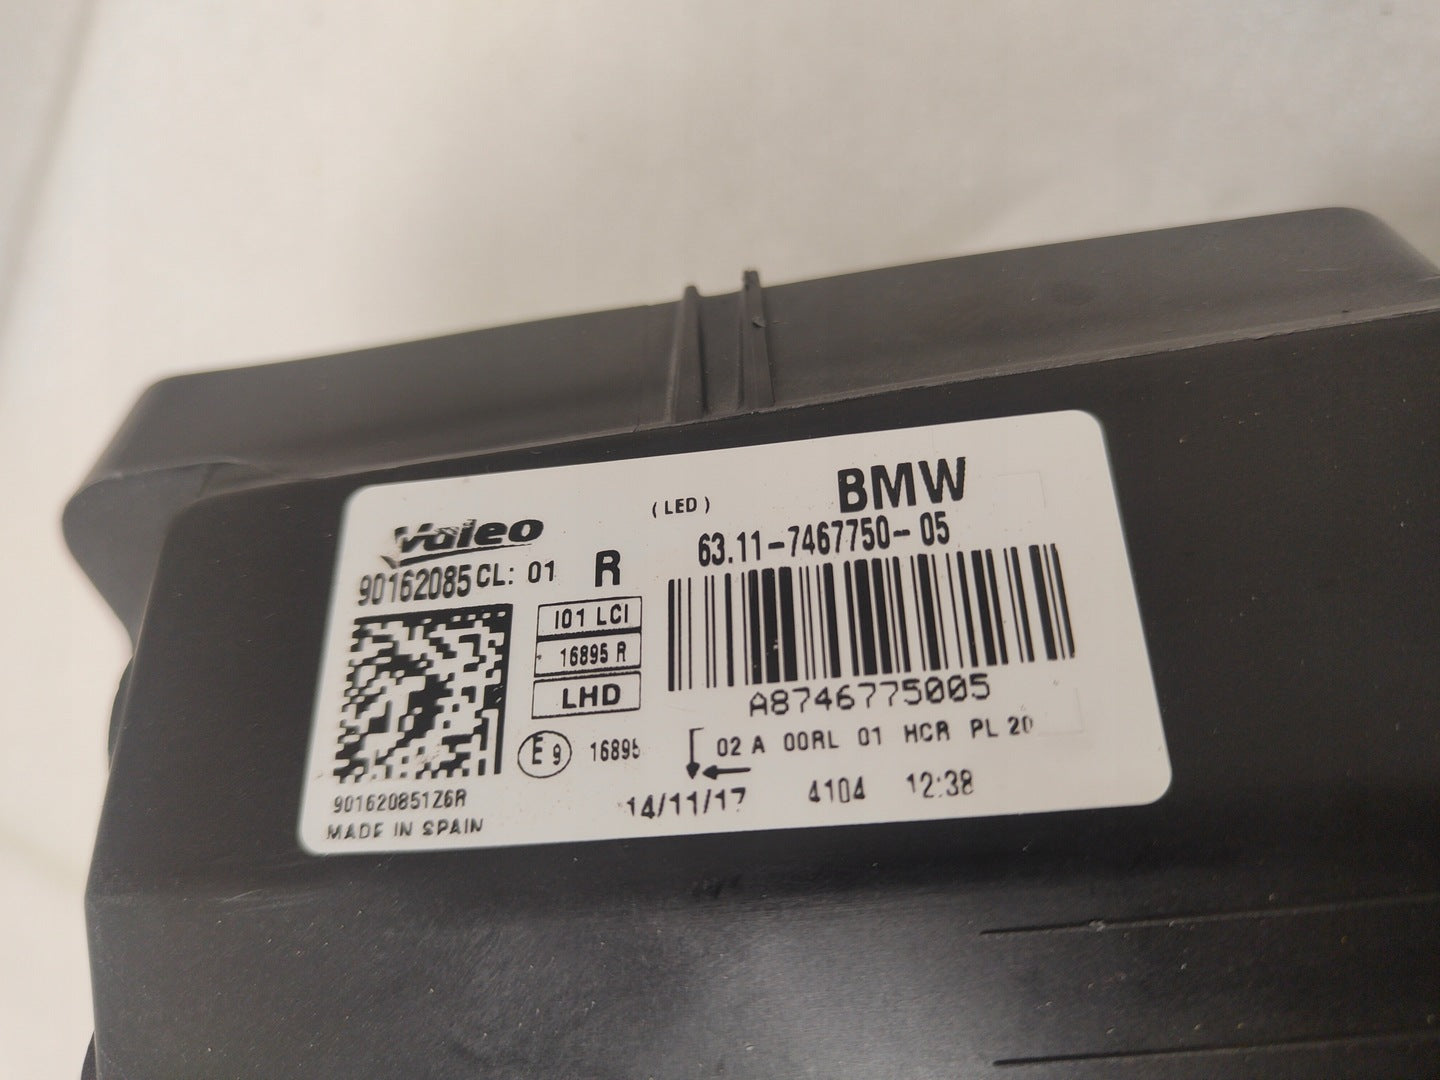 Valeo
(LED)
BMW
63.11-7467750-05
90162085 CL: 01 R
I01 LCI
16895 R
LHD
A8746775005
E9 16895
02 A 00RL 01 HCR PL 20
901620851Z6R
14/11/17 4104 12:38
MADE IN SPAIN